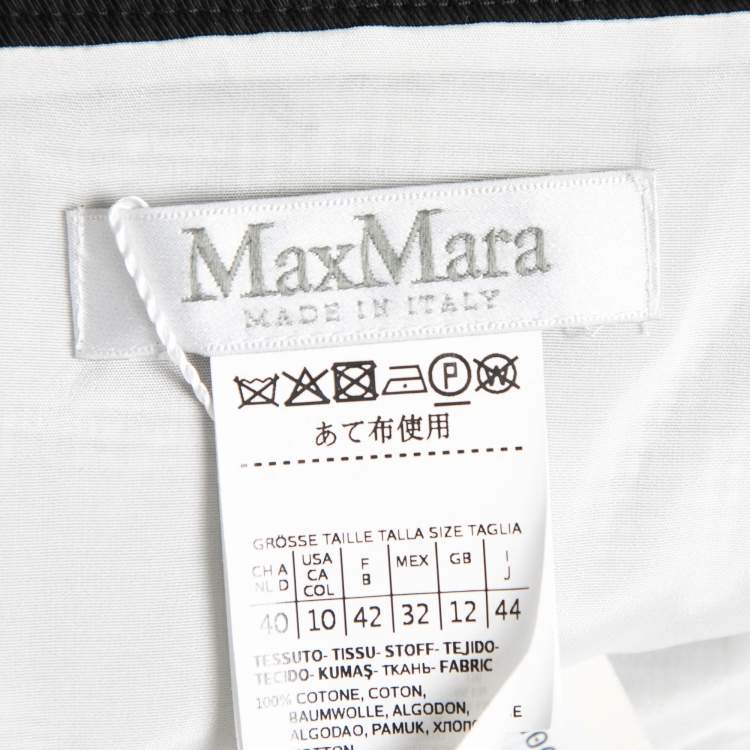 MaxMara
MADE IN ITALY
P W
あて布使用
GRÖSSE TAILLE TALLA SIZE TAGLIA
CH A USA F MEX GB I
NL D CA B J
COL
40 10 42 32 12 44
TESSUTO- TISSU- STOFF- TEJIDO-
TECIDO- KUMAŞ- ТКАНЬ- FABRIC
100% COTONE, COTON,
BAUMWOLLE, ALGODON,
ALGODAO, PAMUK, ХЛОПО
COTTON